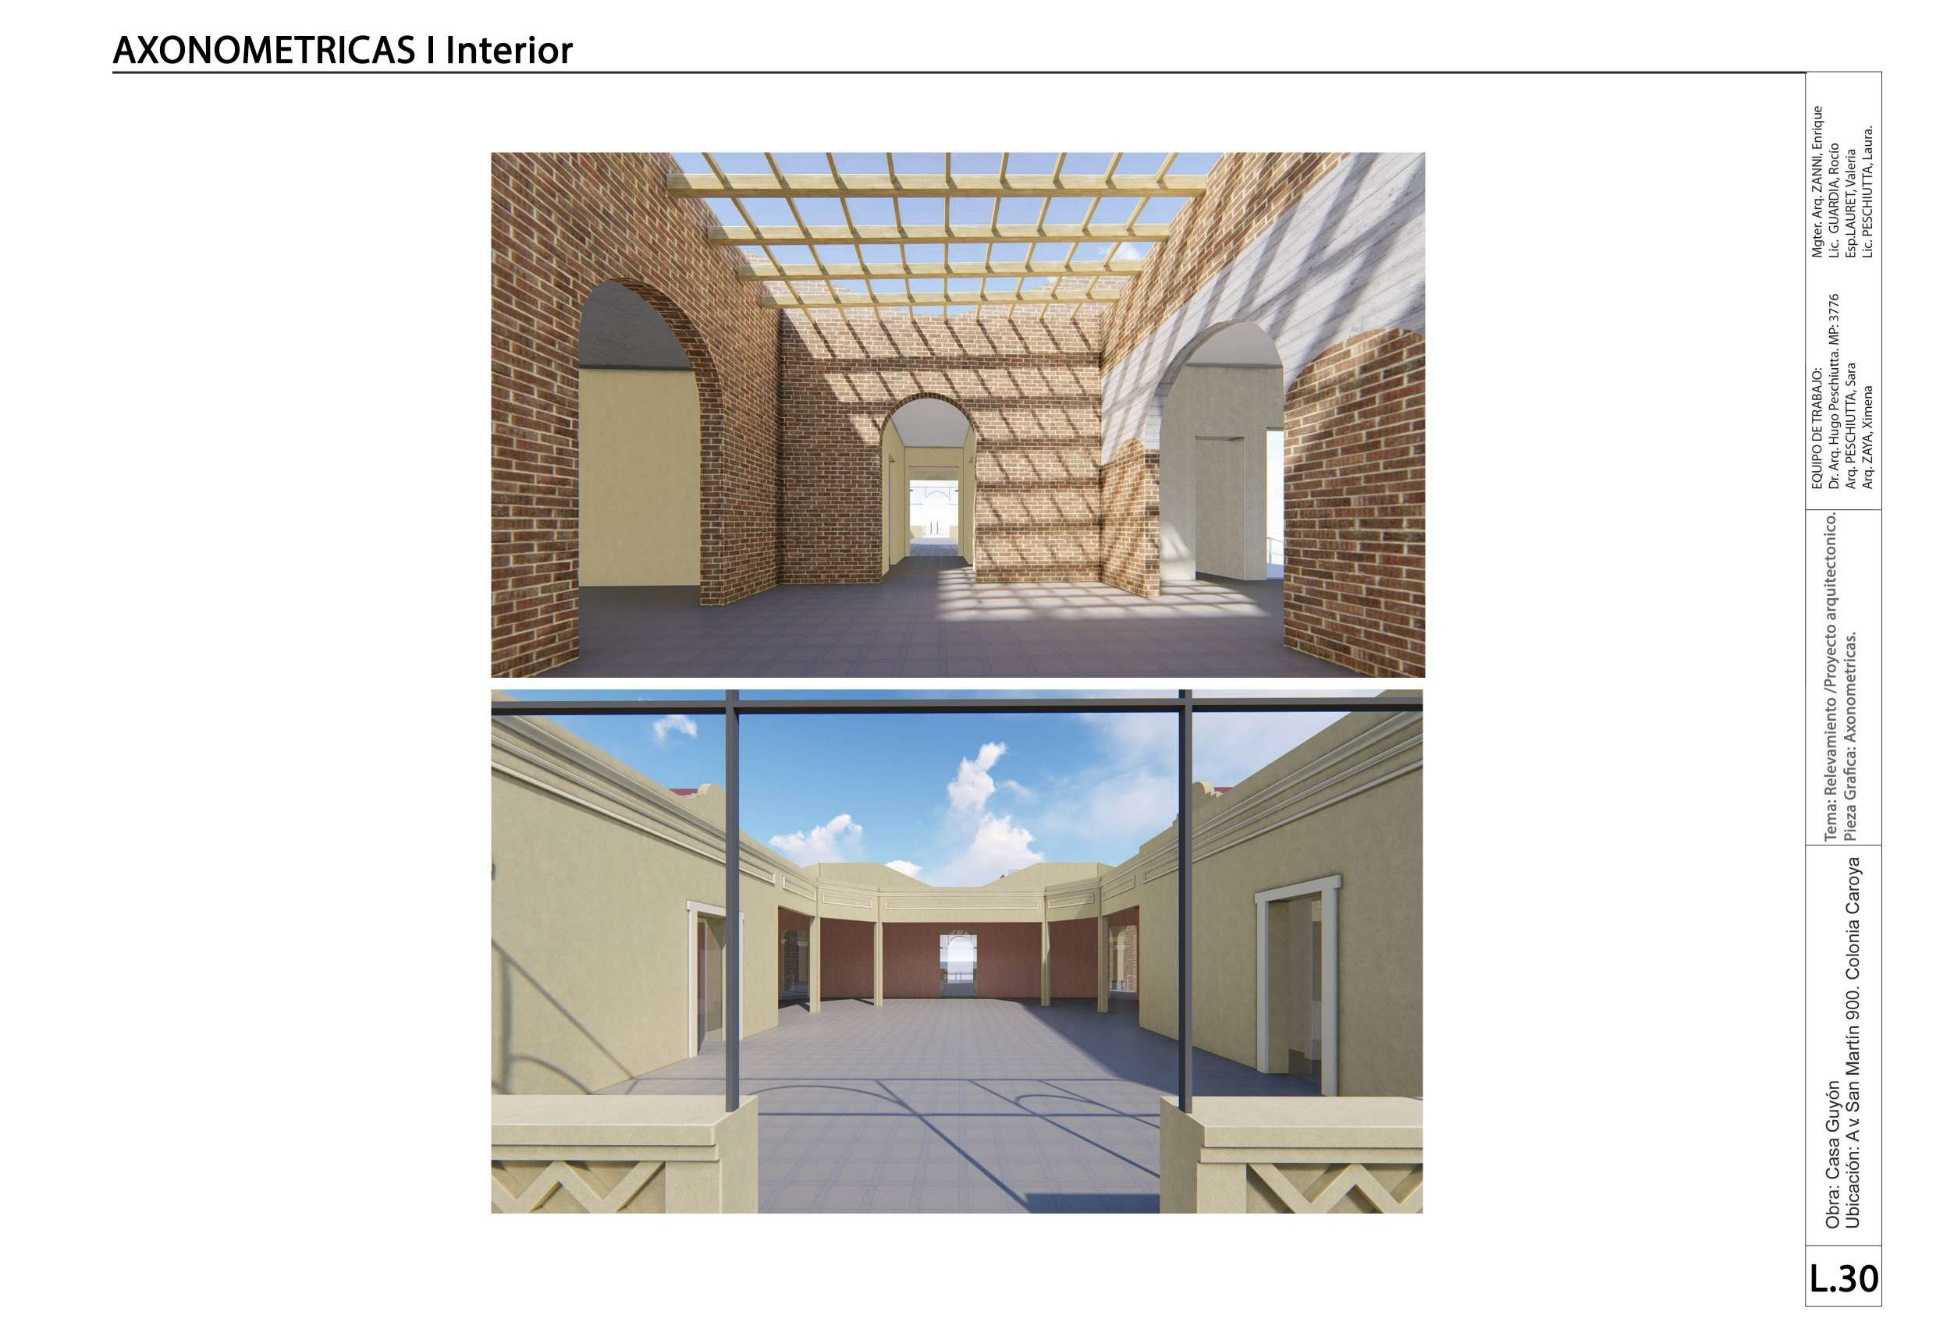 AXONOMETRICAS I Interior
Mgter. Arq. ZANNI, Enrique
Lic. GUARDIA, Rocío
Esp.LAURET, Valeria
Lic. PESCHIUTTA, Laura.
EQUIPO DE TRABAJO:
Dr. Arq. Hugo Peschiutta. MP: 3776
Arq. PESCHIUTTA, Sara
Arq. ZAYA, Ximena
Tema: Relevamiento /Proyecto arquitectonico.
Pieza Grafica: Axonometricas.
Obra: Casa Guyón
Ubicación: Av. San Martín 900. Colonia Caroya
L.30